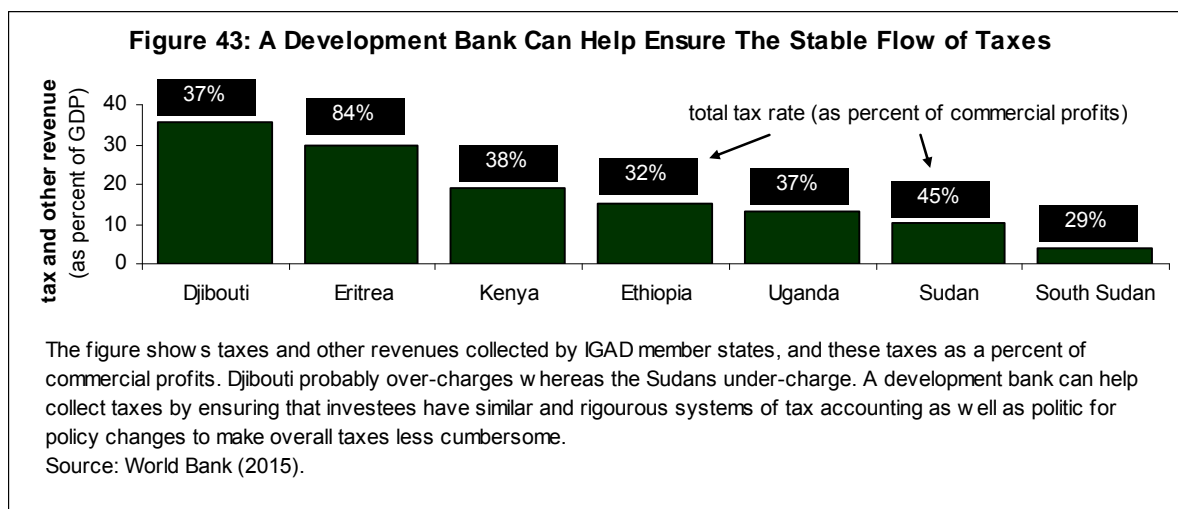 Figure 43: A Development Bank Can Help Ensure The Stable Flow of Taxes
tax and other revenue
(as percent of GDP)
40
30
20
10
0
37%
84%
38%
32%
37%
45%
29%
total tax rate (as percent of commercial profits)
Djibouti
Eritrea
Kenya
Ethiopia
Uganda
Sudan
South Sudan
The figure shows taxes and other revenues collected by IGAD member states, and these taxes as a percent of
commercial profits. Djibouti probably over-charges whereas the Sudans under-charge. A development bank can help
collect taxes by ensuring that investees have similar and rigourous systems of tax accounting as well as politic for
policy changes to make overall taxes less cumbersome.
Source: World Bank (2015).